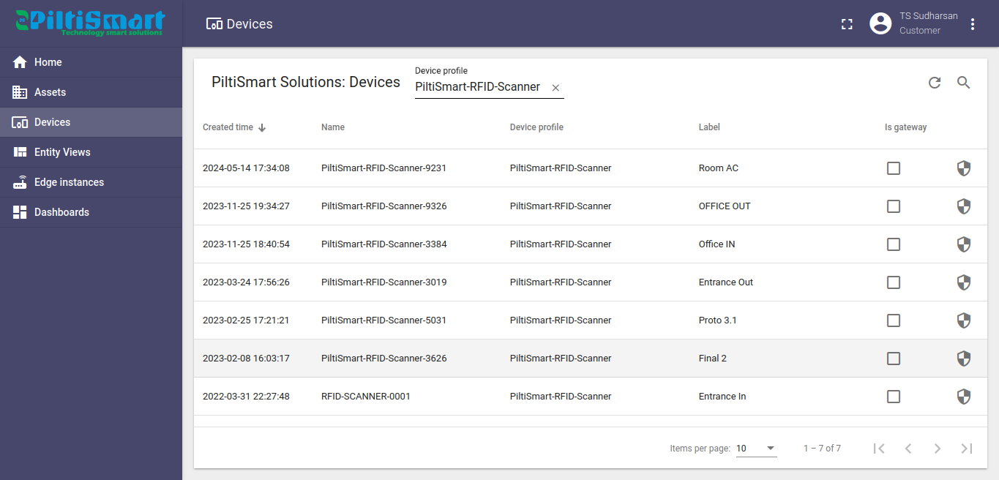 PiltiSmart
Technology smart solutions
Devices
TS Sudharsan
Customer
Home
Assets
Devices
Entity Views
Edge instances
Dashboards
PiltiSmart Solutions: Devices
Device profile
PiltiSmart-RFID-Scanner
Created time Name Device profile Label Is gateway
2024-05-14 17:34:08 PiltiSmart-RFID-Scanner-9231 PiltiSmart-RFID-Scanner Room AC
2023-11-25 19:34:27 PiltiSmart-RFID-Scanner-9326 PiltiSmart-RFID-Scanner OFFICE OUT
2023-11-25 18:40:54 PiltiSmart-RFID-Scanner-3384 PiltiSmart-RFID-Scanner Office IN
2023-03-24 17:56:26 PiltiSmart-RFID-Scanner-3019 PiltiSmart-RFID-Scanner Entrance Out
2023-02-25 17:21:21 PiltiSmart-RFID-Scanner-5031 PiltiSmart-RFID-Scanner Proto 3.1
2023-02-08 16:03:17 PiltiSmart-RFID-Scanner-3626 PiltiSmart-RFID-Scanner Final 2
2022-03-31 22:27:48 RFID-SCANNER-0001 PiltiSmart-RFID-Scanner Entrance In
Items per page: 10 1 – 7 of 7